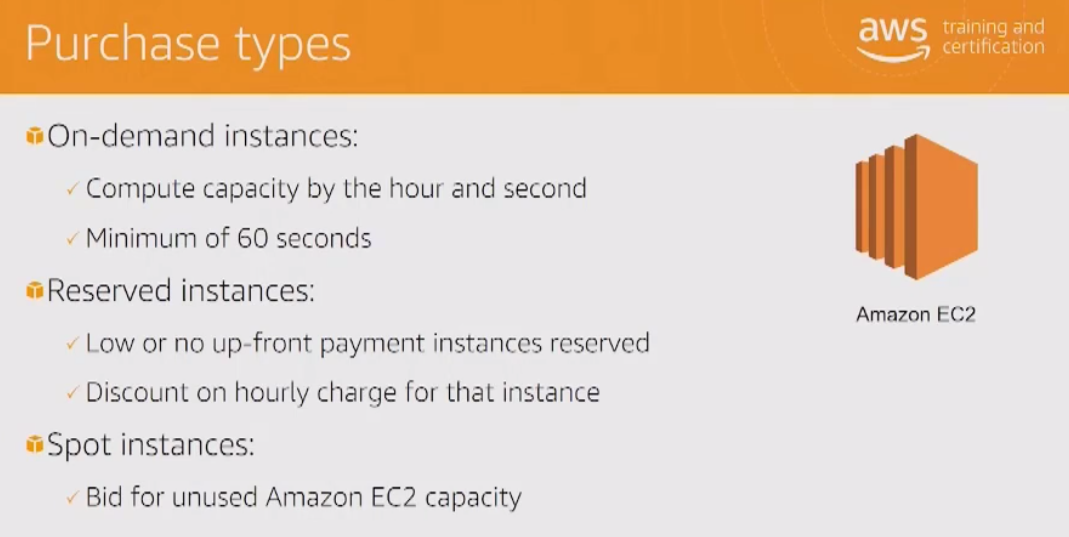 Purchase types
aws training and certification
On-demand instances:
✓ Compute capacity by the hour and second
✓ Minimum of 60 seconds
Reserved instances:
✓ Low or no up-front payment instances reserved
✓ Discount on hourly charge for that instance
Spot instances:
✓ Bid for unused Amazon EC2 capacity
Amazon EC2